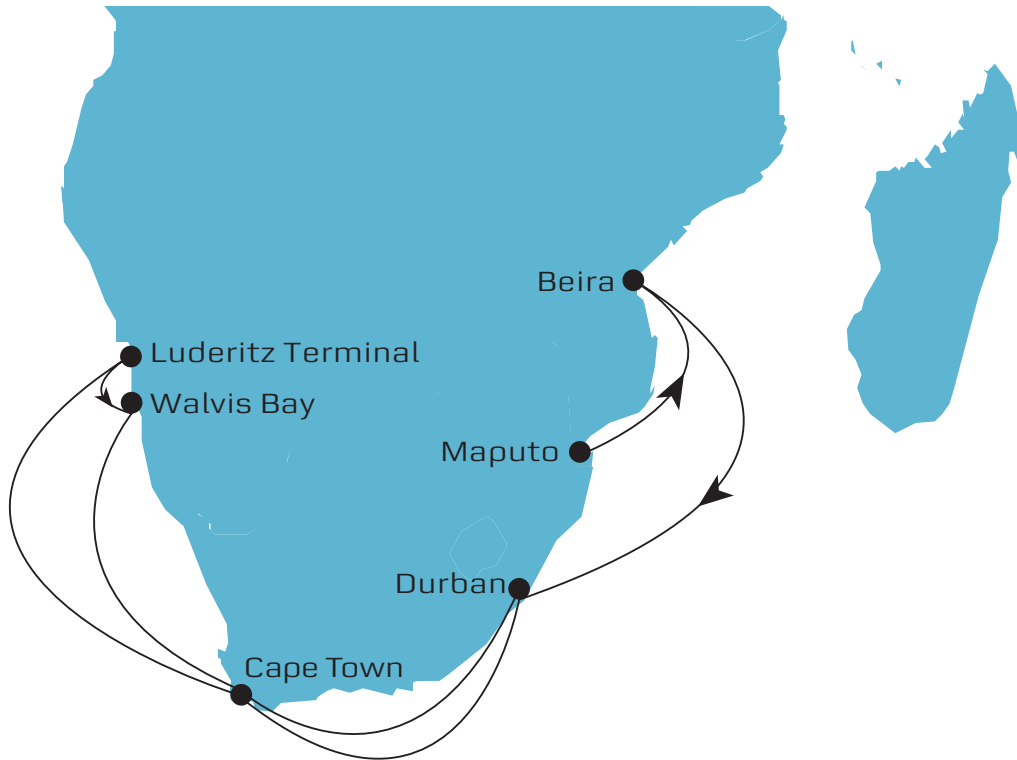 Beira
Luderitz Terminal
Walvis Bay
Maputo
Durban
Cape Town